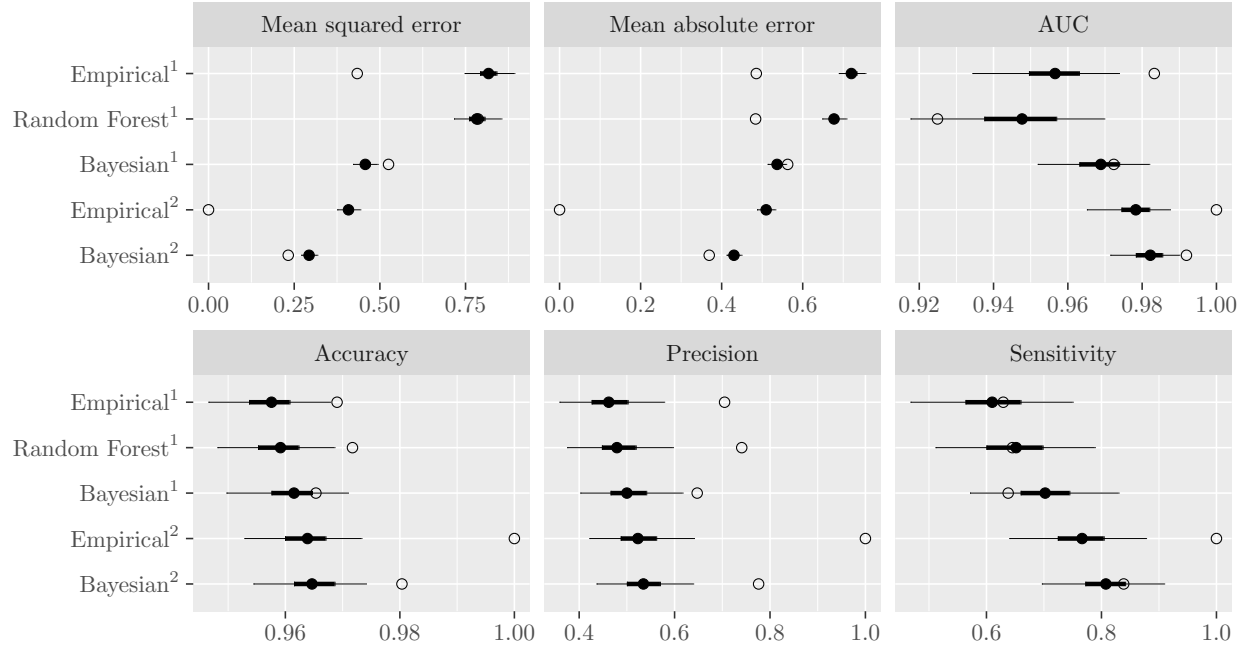 Mean squared error
Mean absolute error
AUC
Empirical¹
Random Forest¹
Bayesian¹
Empirical²
Bayesian²
0.00 0.25 0.50 0.75
0.0 0.4 0.6
0.92 0.94 0.96 0.98 1.00
Accuracy
Precision
Sensitivity
Empirical¹
Random Forest¹
Bayesian¹
Empirical²
Bayesian²
0.96 0.98 1.00
0.4 0.6 0.8 1.0
0.6 0.8 1.0